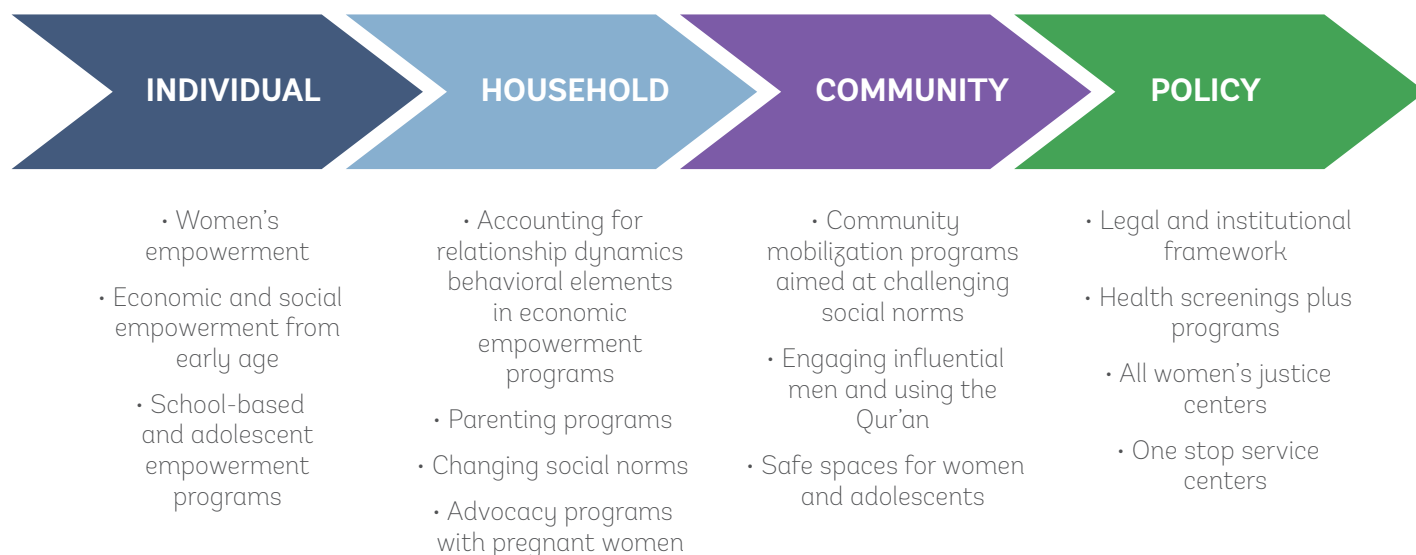 INDIVIDUAL
• Women's
empowerment
• Economic and social
empowerment from
early age
• School-based
and adolescent
empowerment
programs
HOUSEHOLD
• Accounting for
relationship dynamics
behavioral elements
in economic
empowerment
programs
• Parenting programs
• Changing social norms
• Advocacy programs
with pregnant women
COMMUNITY
• Community
mobilization programs
aimed at challenging
social norms
• Engaging influential
men and using the
Qur'an
• Safe spaces for women
and adolescents
POLICY
• Legal and institutional
framework
• Health screenings plus
programs
• All women's justice
centers
• One stop service
centers